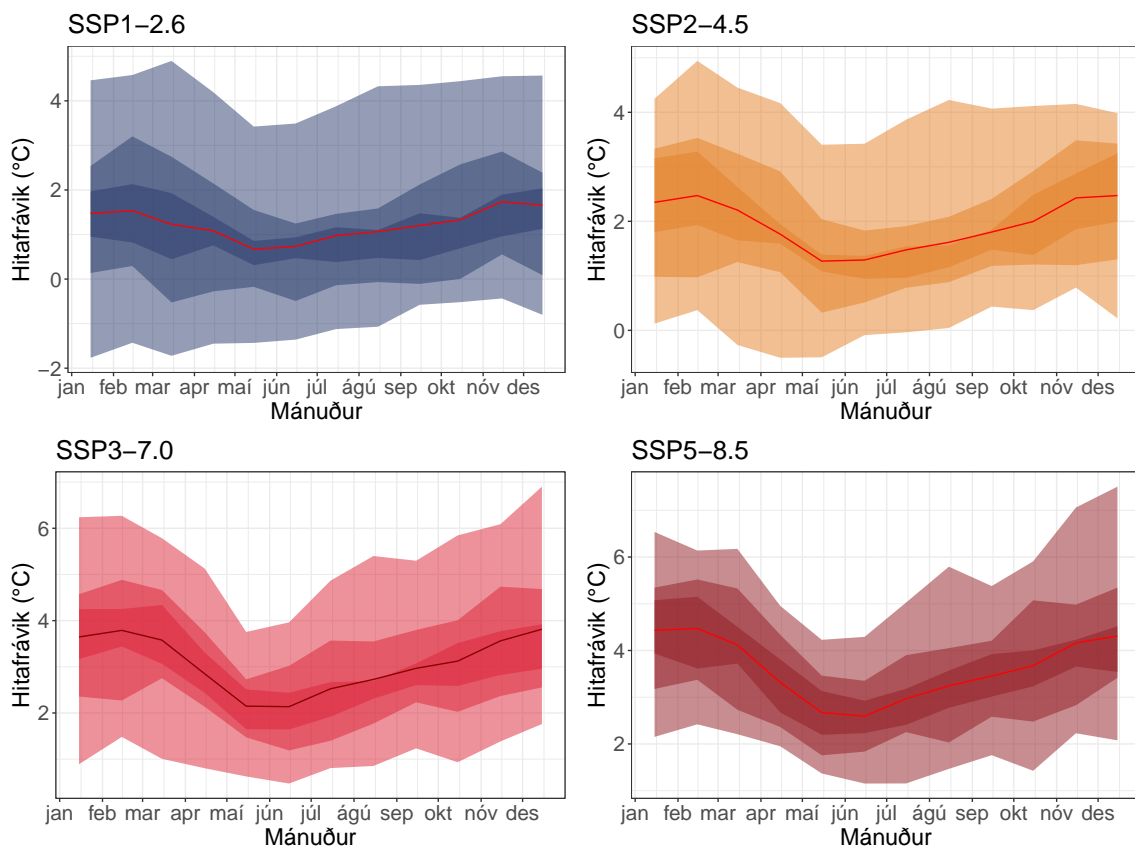 SSP1−2.6
Hitafrávik (°C)
4
2
0
−2
jan feb mar apr maí jún júl ágú sep okt nóv des
Mánuður
SSP2−4.5
Hitafrávik (°C)
4
2
0
jan feb mar apr maí jún júl ágú sep okt nóv des
Mánuður
SSP3−7.0
Hitafrávik (°C)
6
4
2
jan feb mar apr maí jún júl ágú sep okt nóv des
Mánuður
SSP5−8.5
Hitafrávik (°C)
6
4
2
jan feb mar apr maí jún júl ágú sep okt nóv des
Mánuður